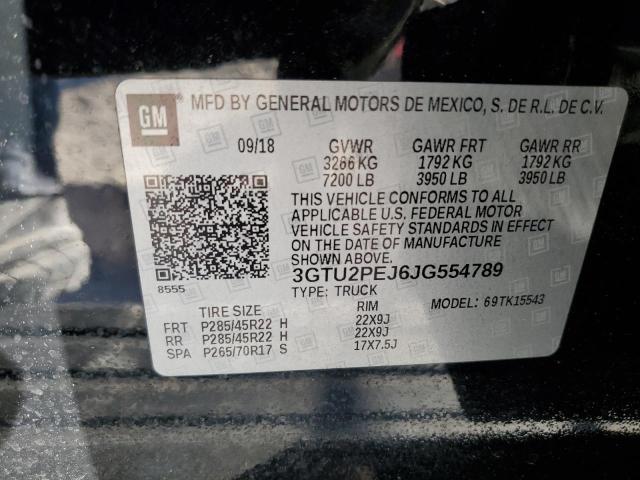 GM MFD BY GENERAL MOTORS DE MEXICO, S. DE R.L. DE C.V.
09/18 GVWR GAWR FRT GAWR RR
3266 KG 1792 KG 1792 KG
7200 LB 3950 LB 3950 LB
THIS VEHICLE CONFORMS TO ALL
APPLICABLE U.S. FEDERAL MOTOR
VEHICLE SAFETY STANDARDS IN EFFECT
ON THE DATE OF MANUFACTURE
SHOWN ABOVE.
3GTU2PEJ6JG554789
8555 TYPE: TRUCK
MODEL: 69TK15543
TIRE SIZE RIM
FRT P285/45R22 H 22X9J
RR P285/45R22 H 22X9J
SPA P265/70R17 S 17X7.5J